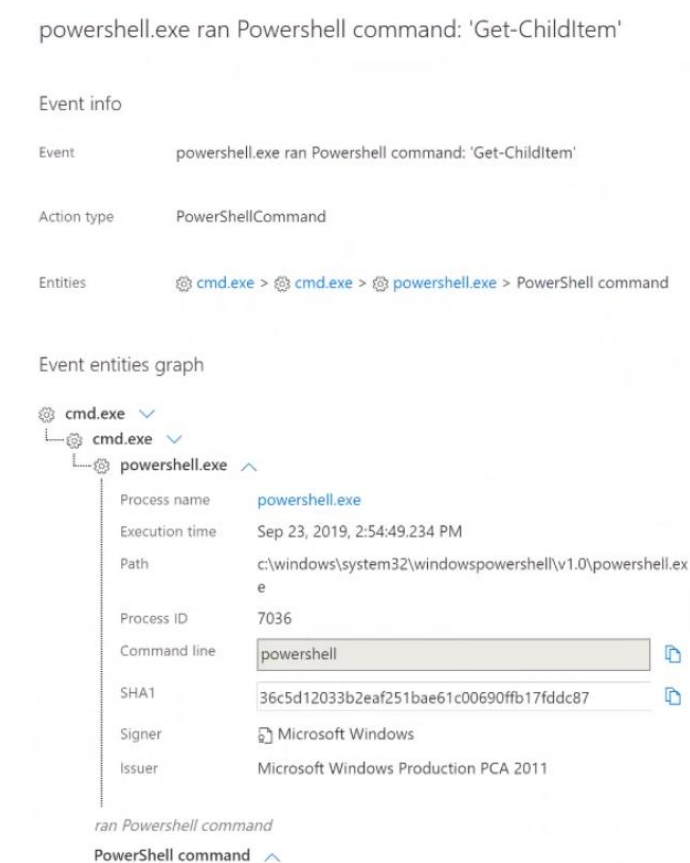 powershell.exe ran Powershell command: 'Get-ChildItem'
Event info
Event powershell.exe ran Powershell command: 'Get-ChildItem'
Action type PowerShellCommand
Entities cmd.exe > cmd.exe > powershell.exe > PowerShell command
Event entities graph
cmd.exe
cmd.exe
powershell.exe
Process name powershell.exe
Execution time Sep 23, 2019, 2:54:49.234 PM
Path c:\windows\system32\windowspowershell\v1.0\powershell.ex
e
Process ID 7036
Command line powershell
SHA1 36c5d12033b2eaf251bae61c00690ffb17fddc87
Signer Microsoft Windows
Issuer Microsoft Windows Production PCA 2011
ran Powershell command
PowerShell command